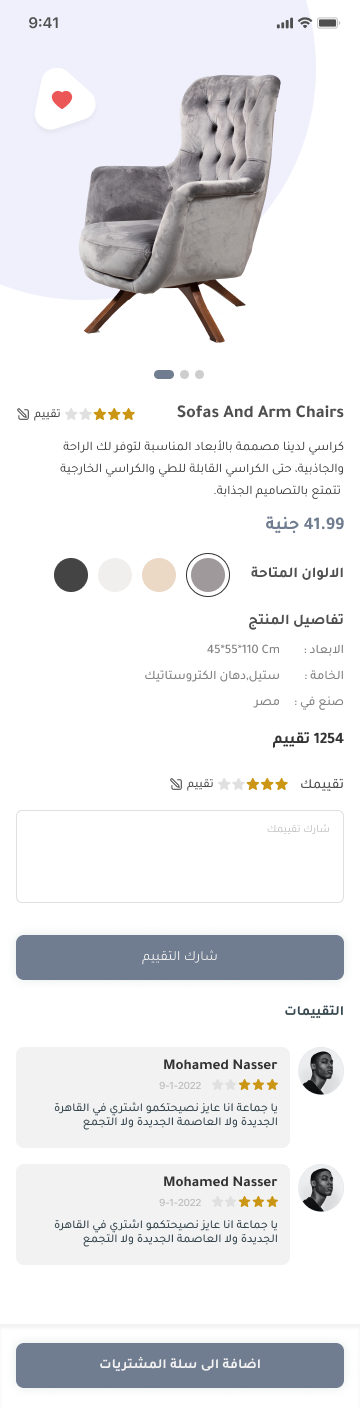 9:41
Sofas And Arm Chairs
تقييم
كراسي لدينا مصممة بالأبعاد المناسبة لتوفر لك الراحة
والجاذبية، حتى الكراسي القابلة للطي والكراسي الخارجية
تتمتع بالتصاميم الجذابة.
41.99 جنية
الالوان المتاحة
تفاصيل المنتج
الابعاد : 45*55*110 Cm
الخامة : ستيل,دهان الكتروستاتيك
صنع في : مصر
1254 تقييم
تقييمك تقييم
شارك تقييمك
شارك التقييم
التقييمات
Mohamed Nasser
9-1-2022
يا جماعة انا عايز نصيحتكمو اشتري في القاهرة
الجديدة ولا العاصمة الجديدة ولا التجمع
Mohamed Nasser
9-1-2022
يا جماعة انا عايز نصيحتكمو اشتري في القاهرة
الجديدة ولا العاصمة الجديدة ولا التجمع
اضافة الى سلة المشتريات